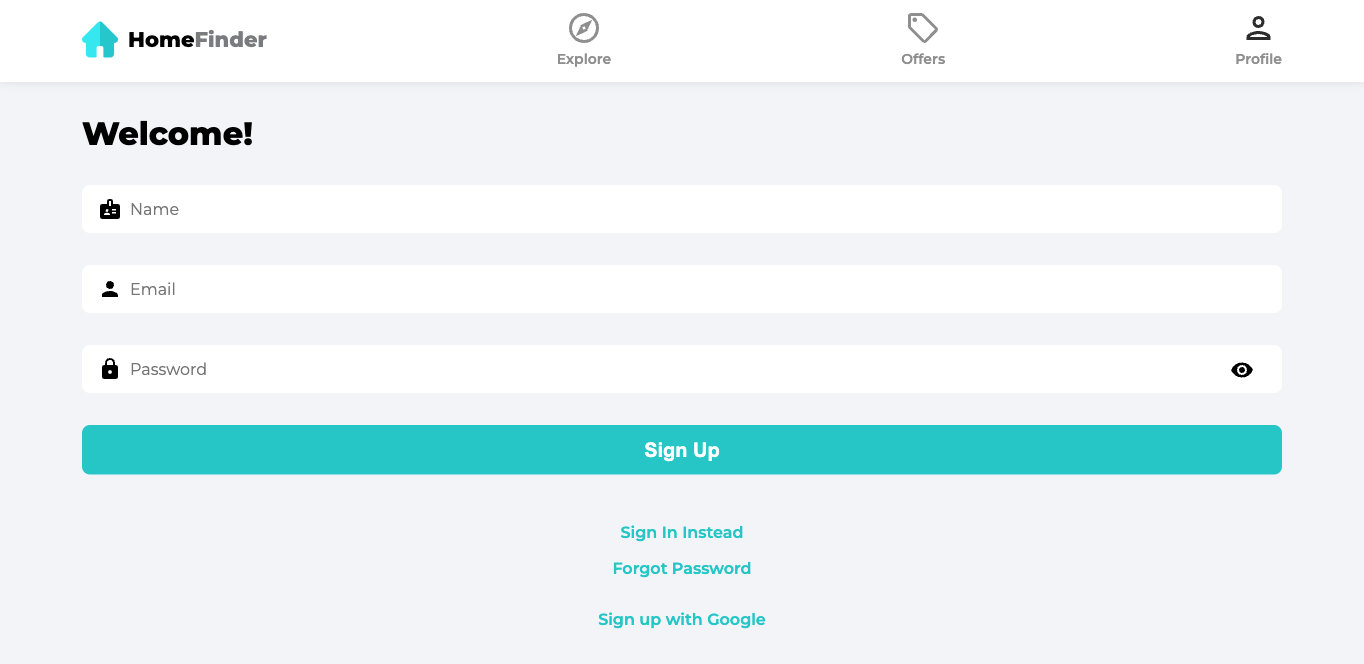 HomeFinder
Explore
Offers
Profile
Welcome!
Name
Email
Password
Sign Up
Sign In Instead
Forgot Password
Sign up with Google